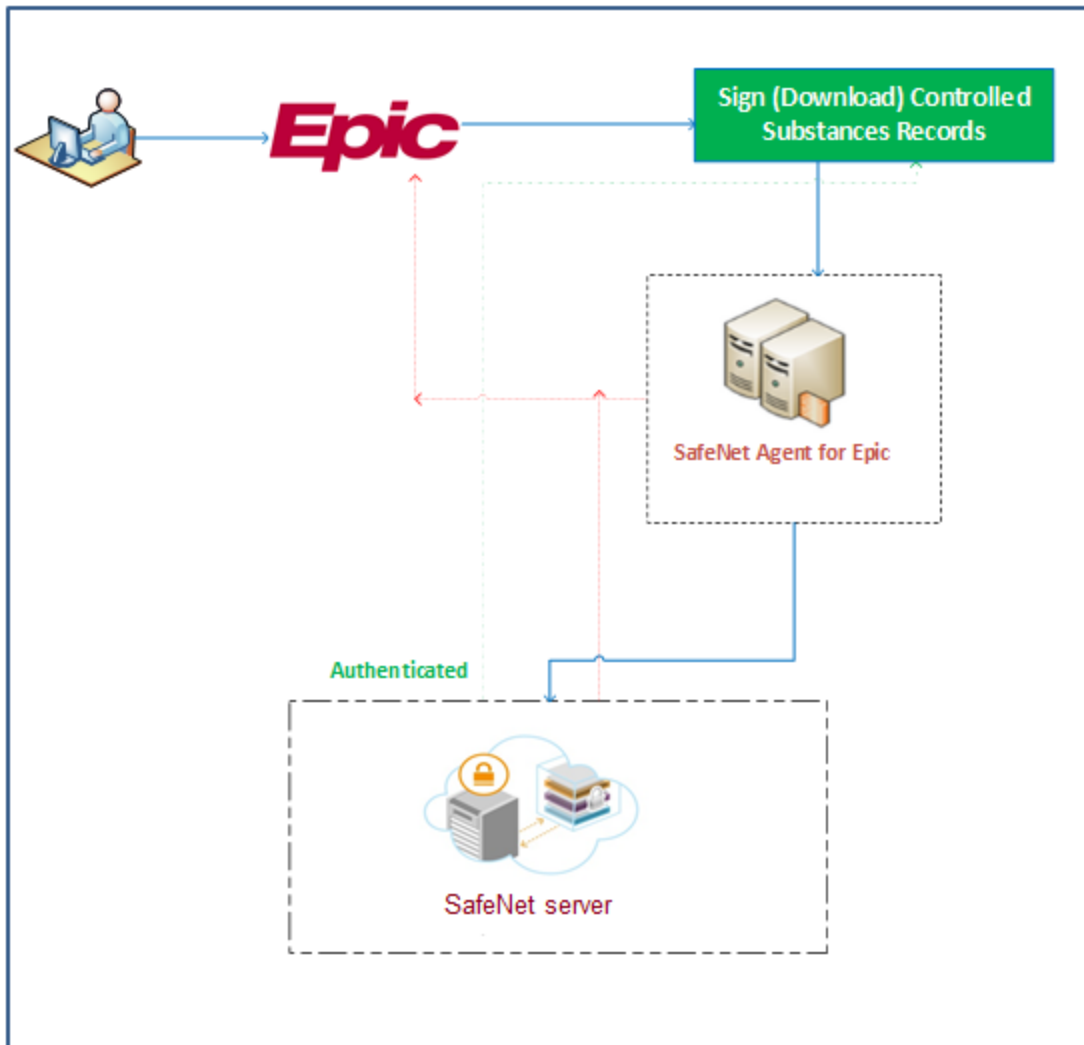 Epic
Sign (Download) Controlled
Substances Records
SafeNet Agent for Epic
Authenticated
SafeNet server